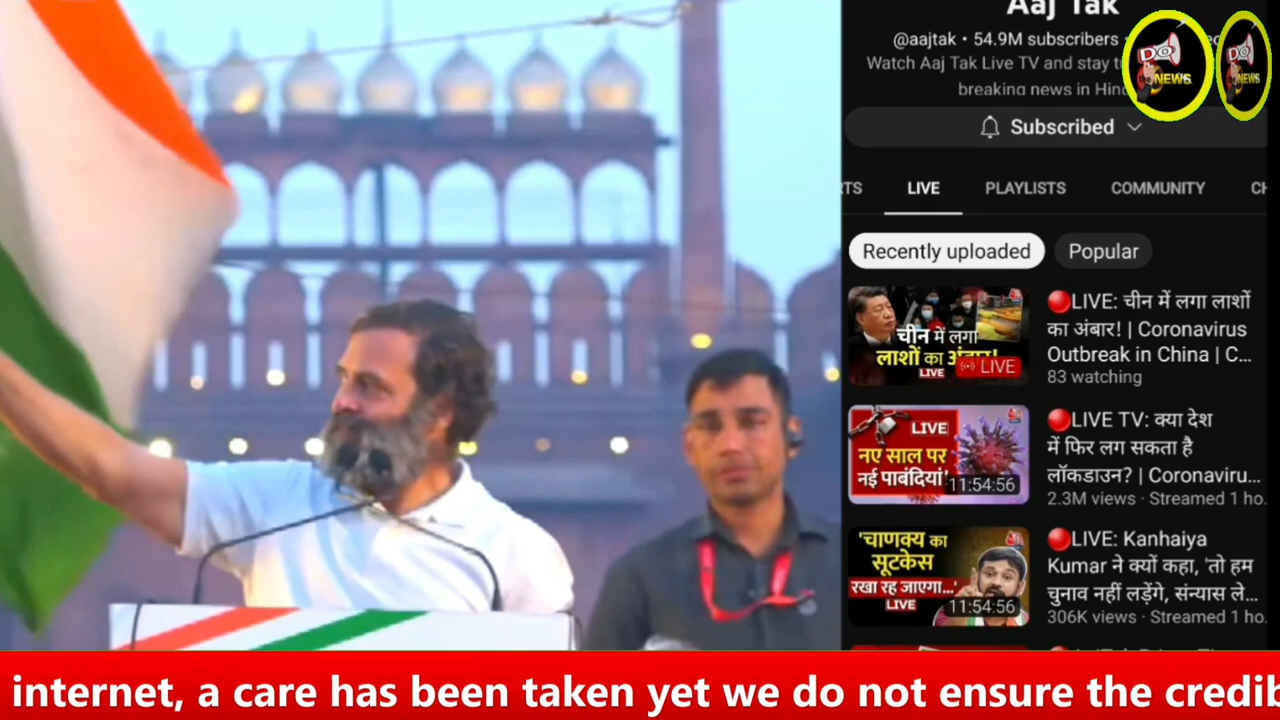 Aaj Tak
@aajtak • 54.9M subscribers
Watch Aaj Tak Live TV and stay
breaking news in
Subscribed
LIVE PLAYLISTS COMMUNITY
Recently uploaded Popular
चीन में लगा
लाशों का अंबार!
LIVE
LIVE
🔴LIVE: चीन में लगा लाशों
का अंबार! | Coronavirus
Outbreak in China | C...
83 watching
LIVE
नए साल पर
नई पाबंदियां'
11:54:56
🔴LIVE TV: क्या देश
में फिर लग सकता है
लॉकडाउन? | Coronaviru...
2.3M views · Streamed 1 ho.
'चाणक्य का
सूटकेस
रखा रह जाएगा...'
LIVE
11:54:56
🔴LIVE: Kanhaiya
Kumar ने क्यों कहा, 'तो हम
चुनाव नहीं लड़ेंगे, संन्यास ले...
306K views · Streamed 1 ho.
DO
NEWS
DO
NEWS
internet, a care has been taken yet we do not ensure the credib